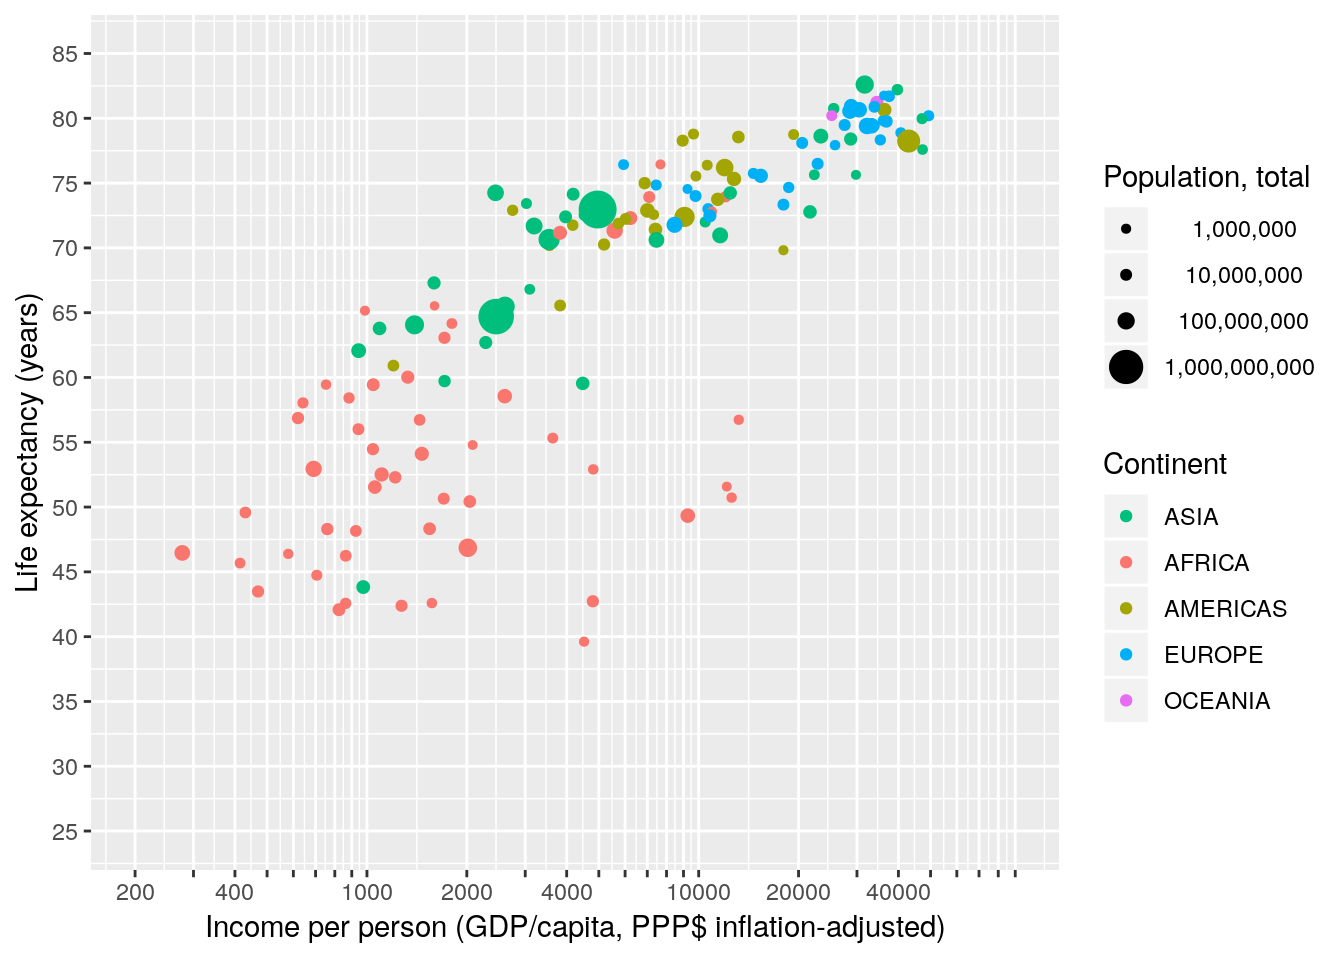 85
80
75
70
65
60
55
50
45
40
35
30
25
Life expectancy (years)
200 400 1000 2000 4000 10000 20000 40000
Income per person (GDP/capita, PPP$ inflation-adjusted)
Population, total
1,000,000
10,000,000
100,000,000
1,000,000,000
Continent
ASIA
AFRICA
AMERICAS
EUROPE
OCEANIA